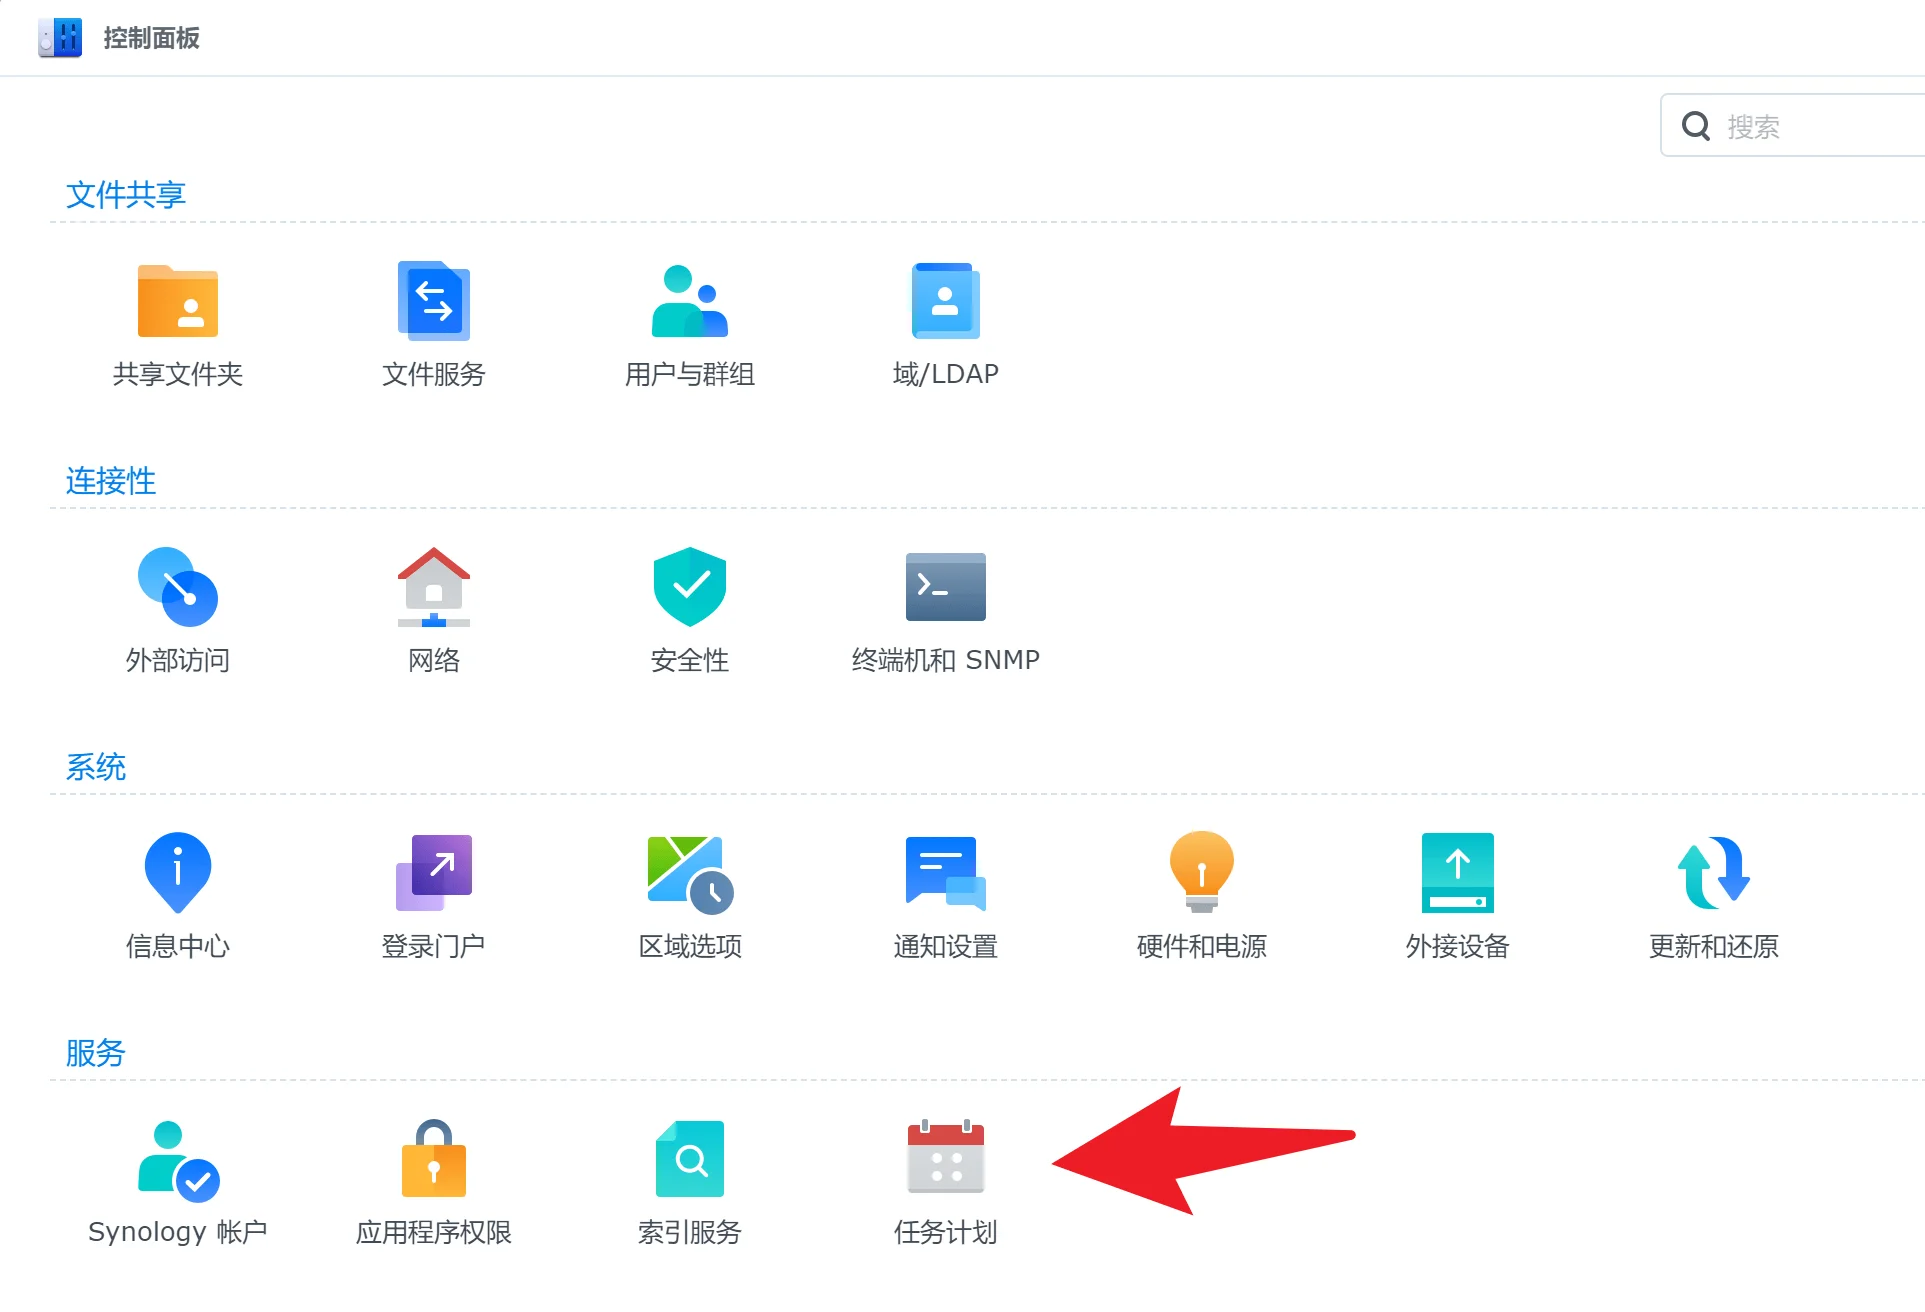 控制面板
搜索
文件共享
共享文件夹
文件服务
用户与群组
域/LDAP
连接性
外部访问
网络
安全性
终端机和 SNMP
系统
信息中心
登录门户
区域选项
通知设置
硬件和电源
外接设备
更新和还原
服务
Synology 帐户
应用程序权限
索引服务
任务计划